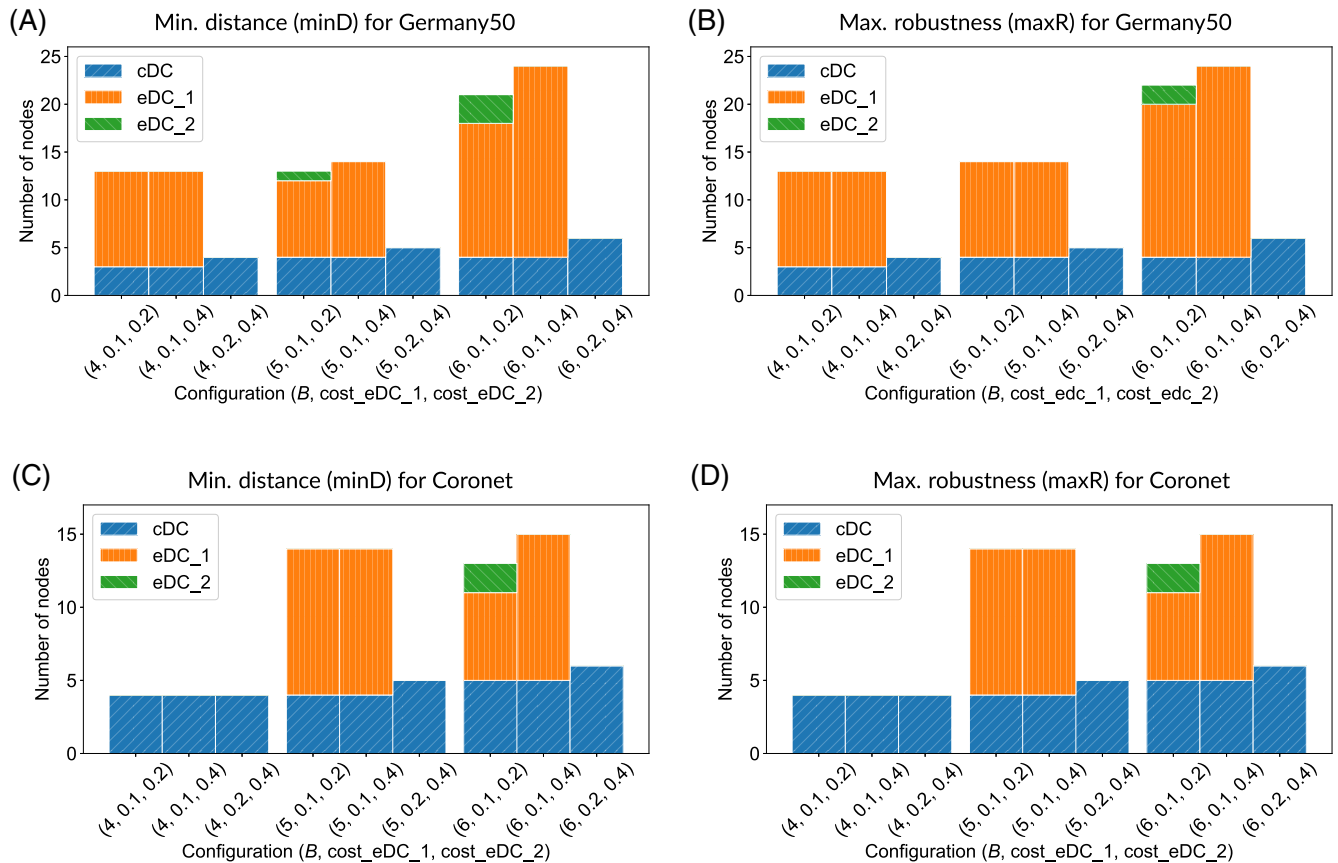 (A)
Min. distance (minD) for Germany50
25
20
15
10
5
0
Number of nodes
cDC
eDC_1
eDC_2
(4, 0.1, 0.2)
(4, 0.1, 0.4)
(4, 0.2, 0.4)
(5, 0.1, 0.2)
(5, 0.1, 0.4)
(5, 0.2, 0.4)
(6, 0.1, 0.2)
(6, 0.1, 0.4)
(6, 0.2, 0.4)
Configuration (B, cost_eDC_1, cost_eDC_2)
(B)
Max. robustness (maxR) for Germany50
25
20
15
10
5
0
Number of nodes
cDC
eDC_1
eDC_2
(4, 0.1, 0.2)
(4, 0.1, 0.4)
(4, 0.2, 0.4)
(5, 0.1, 0.2)
(5, 0.1, 0.4)
(5, 0.2, 0.4)
(6, 0.1, 0.2)
(6, 0.1, 0.4)
(6, 0.2, 0.4)
Configuration (B, cost_edc_1, cost_edc_2)
(C)
Min. distance (minD) for Coronet
15
10
5
0
Number of nodes
cDC
eDC_1
eDC_2
(4, 0.1, 0.2)
(4, 0.1, 0.4)
(4, 0.2, 0.4)
(5, 0.1, 0.2)
(5, 0.1, 0.4)
(5, 0.2, 0.4)
(6, 0.1, 0.2)
(6, 0.1, 0.4)
(6, 0.2, 0.4)
Configuration (B, cost_eDC_1, cost_eDC_2)
(D)
Max. robustness (maxR) for Coronet
15
10
5
0
Number of nodes
cDC
eDC_1
eDC_2
(4, 0.1, 0.2)
(4, 0.1, 0.4)
(4, 0.2, 0.4)
(5, 0.1, 0.2)
(5, 0.1, 0.4)
(5, 0.2, 0.4)
(6, 0.1, 0.2)
(6, 0.1, 0.4)
(6, 0.2, 0.4)
Configuration (B, cost_eDC_1, cost_eDC_2)